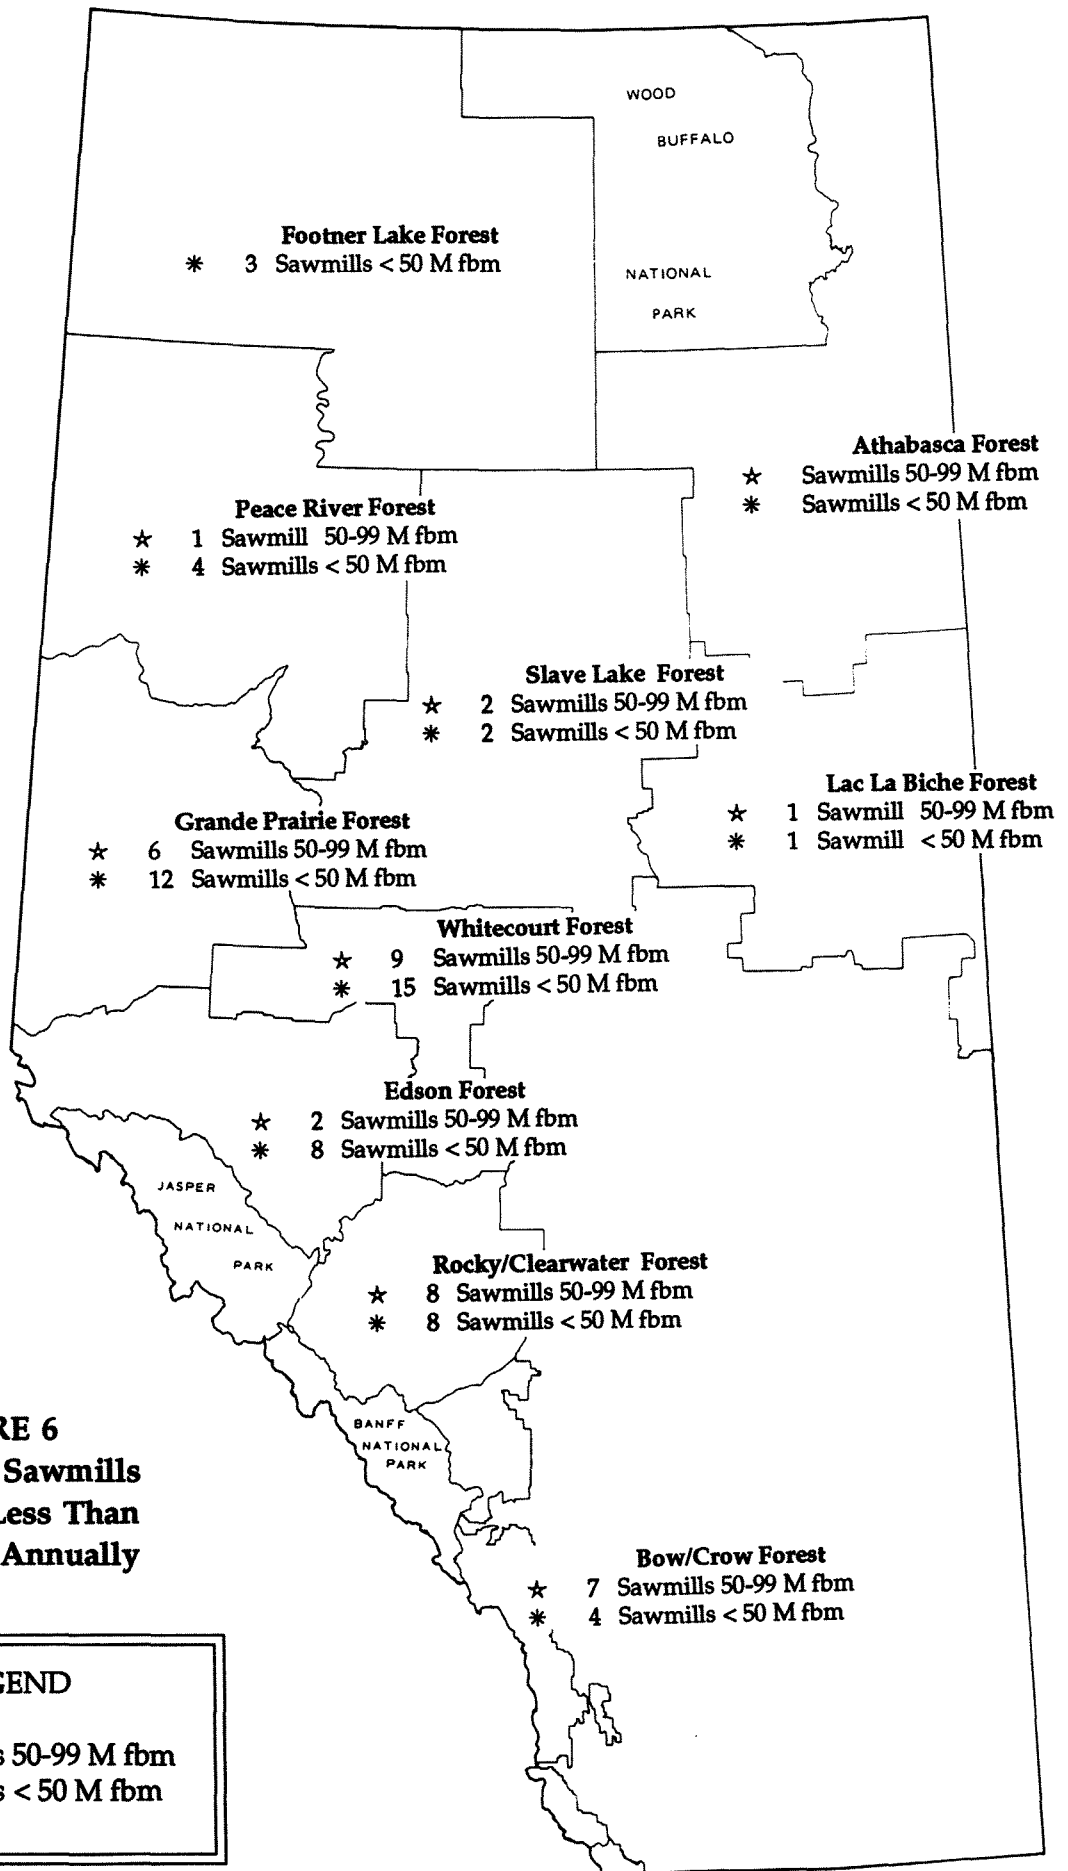 WOOD
BUFFALO
NATIONAL
PARK
Footner Lake Forest
3 Sawmills < 50 M fbm
Athabasca Forest
☆ Sawmills 50-99 M fbm
* Sawmills < 50 M fbm
Peace River Forest
☆ 1 Sawmill 50-99 M fbm
* 4 Sawmills < 50 M fbm
Slave Lake Forest
☆ 2 Sawmills 50-99 M fbm
* 2 Sawmills < 50 M fbm
Lac La Biche Forest
☆ 1 Sawmill 50-99 M fbm
* 1 Sawmill < 50 M fbm
Grande Prairie Forest
☆ 6 Sawmills 50-99 M fbm
* 12 Sawmills < 50 M fbm
Whitecourt Forest
☆ 9 Sawmills 50-99 M fbm
* 15 Sawmills < 50 M fbm
Edson Forest
☆ 2 Sawmills 50-99 M fbm
* 8 Sawmills < 50 M fbm
JASPER
NATIONAL
PARK
Rocky/Clearwater Forest
☆ 8 Sawmills 50-99 M fbm
* 8 Sawmills < 50 M fbm
BANFF
NATIONAL
PARK
RE 6
Sawmills
Less Than
Annually
Bow/Crow Forest
☆ 7 Sawmills 50-99 M fbm
* 4 Sawmills < 50 M fbm
GEND
s 50-99 M fbm
s < 50 M fbm